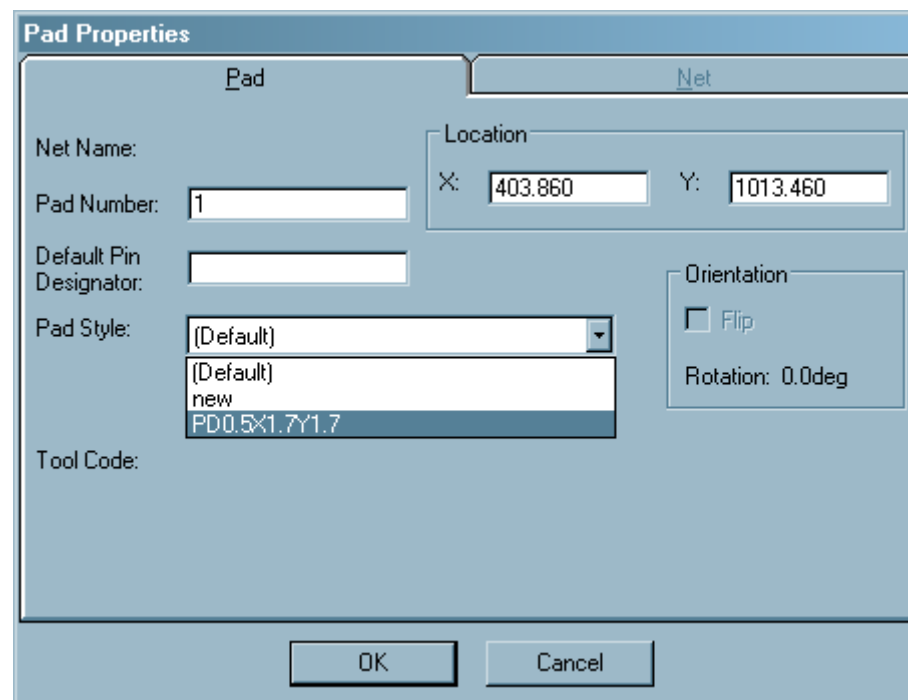 Pad Properties
Pad
Net
Net Name:
Location
X: 403.860 Y: 1013.460
Pad Number: 1
Default Pin
Designator:
Orientation
Flip
Rotation: 0.0deg
Pad Style: (Default)
(Default)
new
PD0.5X1.7Y1.7
Tool Code:
OK
Cancel